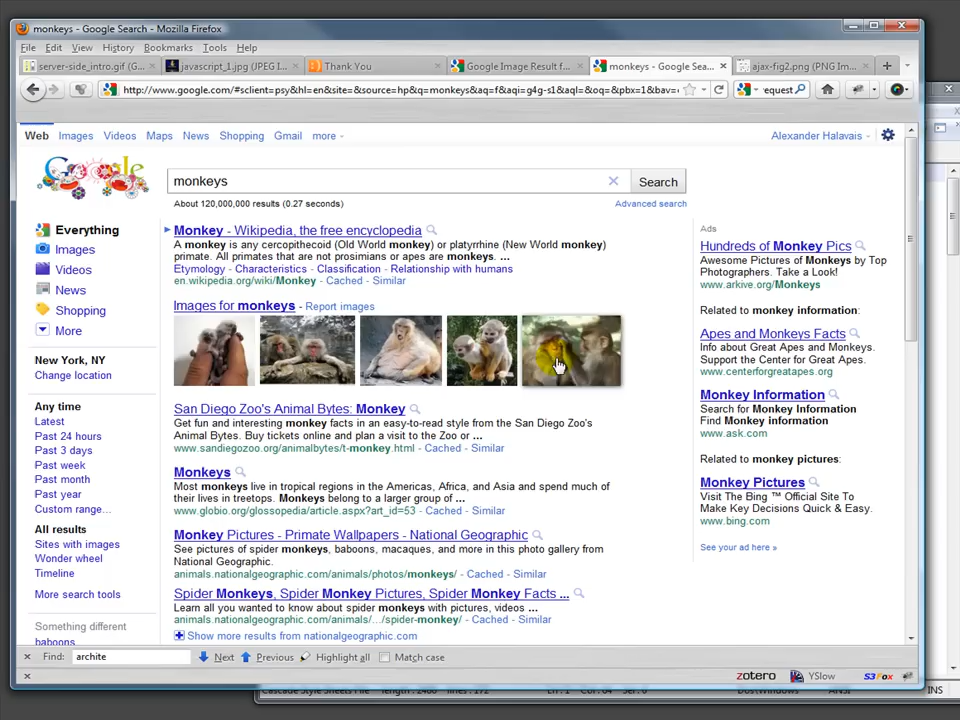 monkeys - Google Search - Mozilla Firefox
File Edit View History Bookmarks Tools Help
server-side_intro.gif (G... javascript_1.jpg (JPEG I... Thank You Google Image Result f... monkeys - Google Sea... ajax-fig2.png (PNG Im...
http://www.google.com/#sclient=psy&hl=en&site=&source=hp&q=monkeys&aq=f&aqi=g4g-s1&aql=&oq=&pbx=1&bav= equest
Web Images Videos Maps News Shopping Gmail more Alexander Halavais
Google
monkeys Search
About 120,000,000 results (0.27 seconds) Advanced search
Everything
Images
Videos
News
Shopping
More
New York, NY
Change location
Any time
Latest
Past 24 hours
Past 3 days
Past week
Past month
Past year
Custom range...
All results
Sites with images
Wonder wheel
Timeline
More search tools
Something different
baboons
Monkey - Wikipedia, the free encyclopedia
A monkey is any cercopithecoid (Old World monkey) or platyrrhine (New World monkey)
primate. All primates that are not prosimians or apes are monkeys. ...
Etymology - Characteristics - Classification - Relationship with humans
en.wikipedia.org/wiki/Monkey - Cached - Similar
Images for monkeys - Report images
San Diego Zoo's Animal Bytes: Monkey
Get fun and interesting monkey facts in an easy-to-read style from the San Diego Zoo's
Animal Bytes. Buy tickets online and plan a visit to the Zoo or ...
www.sandiegozoo.org/animalbytes/t-monkey.html - Cached - Similar
Monkeys
Most monkeys live in tropical regions in the Americas, Africa, and Asia and spend much of
their lives in treetops. Monkeys belong to a larger group of ...
www.globio.org/glossopedia/article.aspx?art_id=53 - Cached - Similar
Monkey Pictures - Primate Wallpapers - National Geographic
See pictures of spider monkeys, baboons, macaques, and more in this photo gallery from
National Geographic.
animals.nationalgeographic.com/animals/photos/monkeys/ - Cached - Similar
Spider Monkeys, Spider Monkey Pictures, Spider Monkey Facts ...
Learn all you wanted to know about spider monkeys with pictures, videos ...
animals.nationalgeographic.com/animals/.../spider-monkey/ - Cached - Similar
Show more results from nationalgeographic.com
Ads
Hundreds of Monkey Pics
Awesome Pictures of Monkeys by Top
Photographers. Take a Look!
www.arkive.org/Monkeys
Related to monkey information:
Apes and Monkeys Facts
Info about Great Apes and Monkeys.
Support the Center for Great Apes.
www.centerforgreatapes.org
Monkey Information
Search for Monkey Information
Find Monkey information
www.ask.com
Related to monkey pictures:
Monkey Pictures
Visit The Bing ™ Official Site To
Make Key Decisions Quick & Easy.
www.bing.com
See your ad here »
Find: archite Next Previous Highlight all Match case
zotero YSlow S3Fox
INS